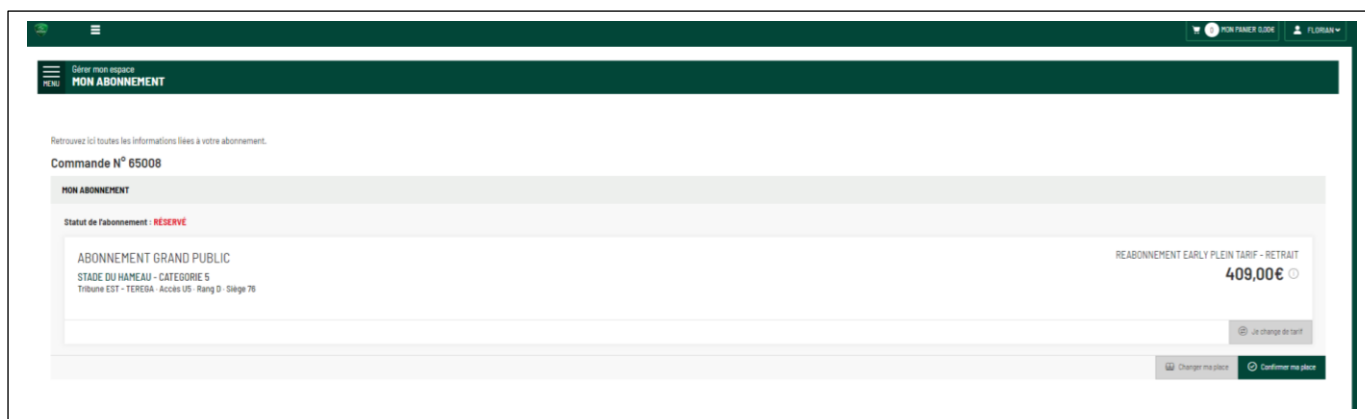 0 MON PANIER 0,00€ FLORIAN
MENU
Gérer mon espace
MON ABONNEMENT
Retrouvez ici toutes les informations liées à votre abonnement.
Commande N° 65008
MON ABONNEMENT
Statut de l'abonnement : RÉSERVÉ
ABONNEMENT GRAND PUBLIC
STADE DU HAMEAU - CATEGORIE 5
Tribune EST - TEREGA - Accès U5 - Rang D - Siège 76
REABONNEMENT EARLY PLEIN TARIF - RETRAIT
409,00€
Je change de tarif
Changer ma place
Confirmer ma place